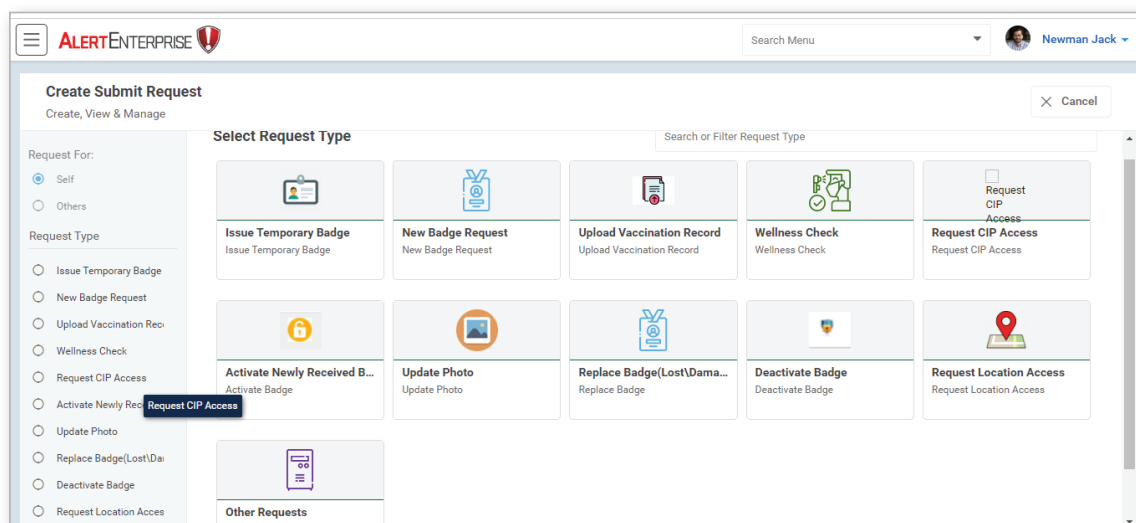 ALERTENTERPRISE
Search Menu
Newman Jack
Create Submit Request
Create, View & Manage
Cancel
Request For:
Self
Others
Request Type
Issue Temporary Badge
New Badge Request
Upload Vaccination Rec
Wellness Check
Request CIP Access
Activate Newly Rec
Request CIP Access
Update Photo
Replace Badge(Lost\Da
Deactivate Badge
Request Location Acces
Select Request Type
Search or Filter Request Type
Issue Temporary Badge
Issue Temporary Badge
New Badge Request
New Badge Request
Upload Vaccination Record
Upload Vaccination Record
Wellness Check
Wellness Check
Request
CIP
Access
Request CIP Access
Request CIP Access
Activate Newly Received B...
Activate Badge
Update Photo
Update Photo
Replace Badge(Lost\Dama...
Replace Badge
Deactivate Badge
Deactivate Badge
Request Location Access
Request Location Access
Other Requests